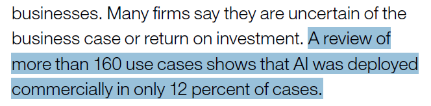 businesses. Many firms say they are uncertain of the
business case or return on investment. A review of
more than 160 use cases shows that AI was deployed
commercially in only 12 percent of cases.